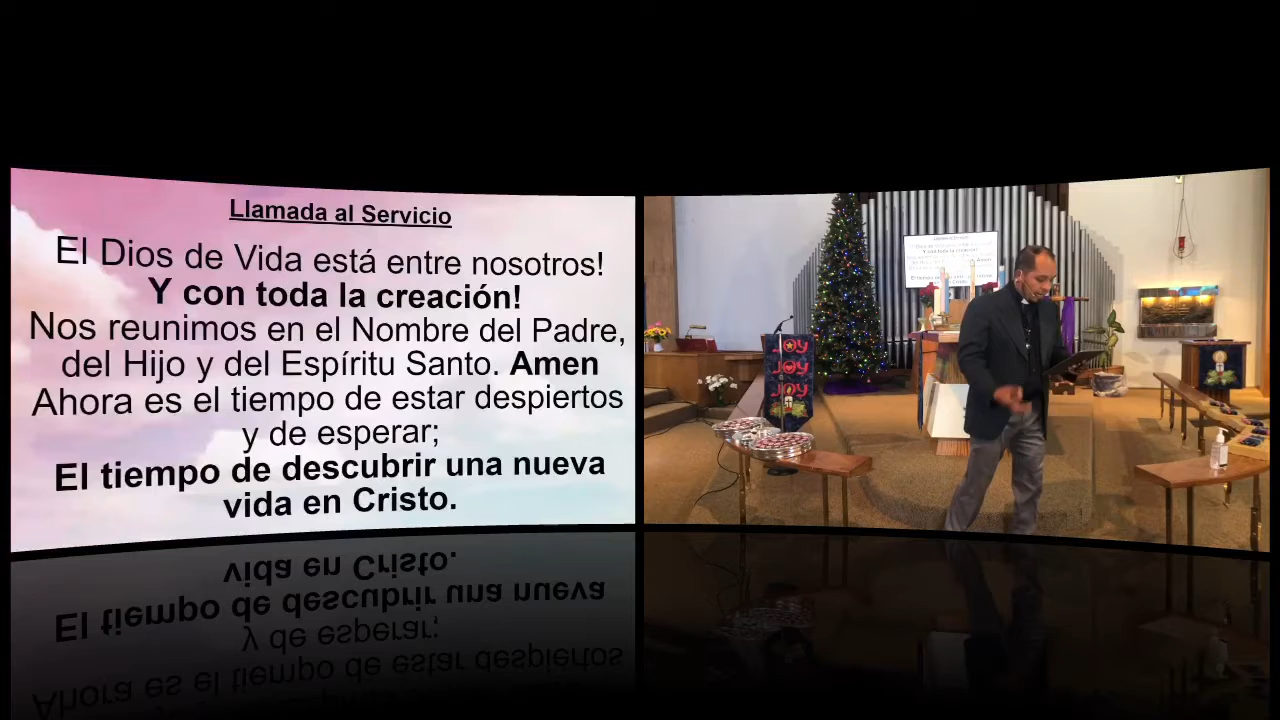 Llamada al Servicio
El Dios de Vida está entre nosotros!
Y con toda la creación!
Nos reunimos en el Nombre del Padre,
del Hijo y del Espíritu Santo. Amen
Ahora es el tiempo de estar despiertos
y de esperar;
El tiempo de descubrir una nueva
vida en Cristo.
JOY
JOY
JOY